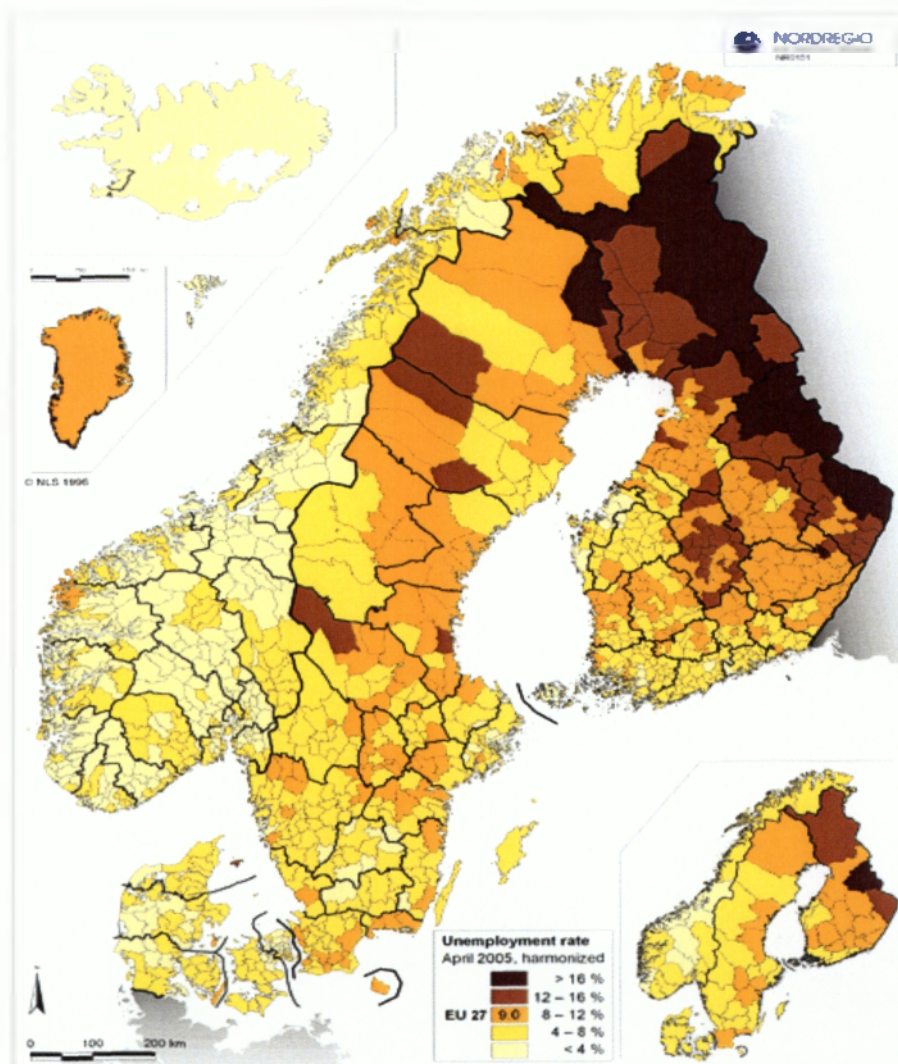 NORDREGIO
NR0101
© NLS 1996
Unemployment rate
April 2005, harmonized
> 16 %
12 – 16 %
EU 27 9.0 8 – 12 %
4 – 8 %
< 4 %
0 100 200 km